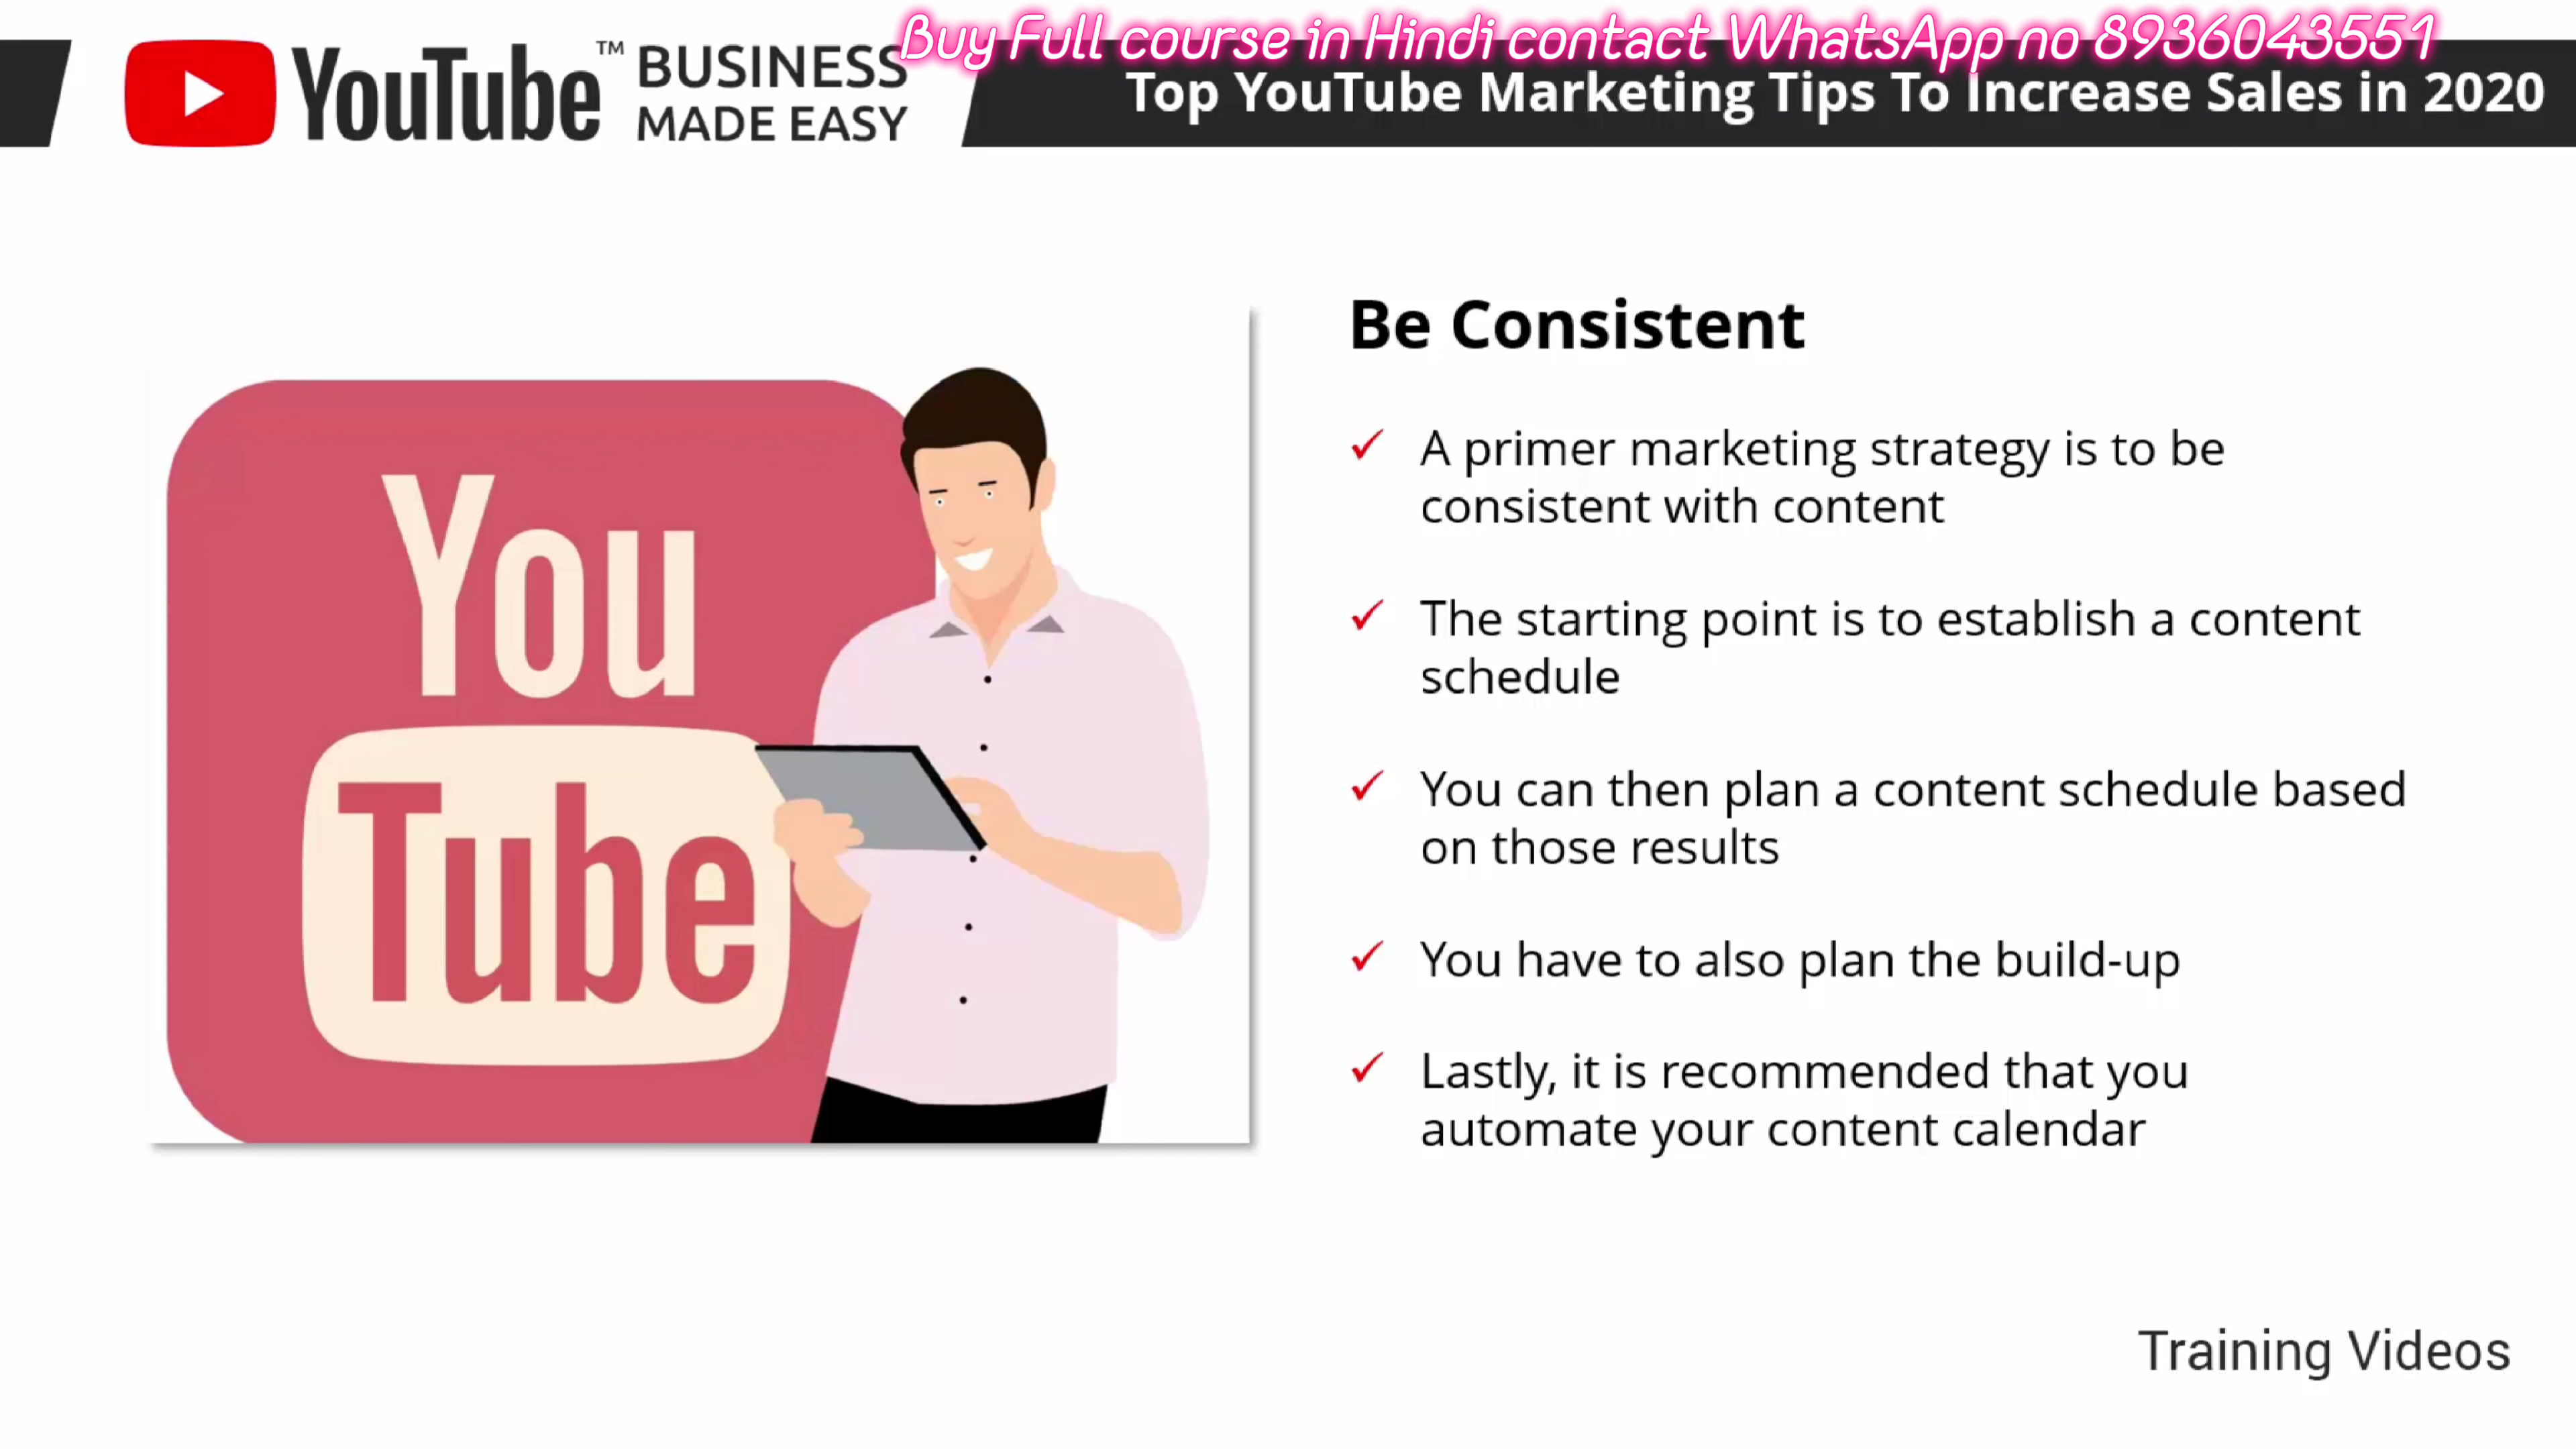 Buy Full course in Hindi contact WhatsApp no 8936043551
YouTube™ BUSINESS
MADE EASY
Top YouTube Marketing Tips To Increase Sales in 2020
Be Consistent
You
Tube
✓ A primer marketing strategy is to be
consistent with content
✓ The starting point is to establish a content
schedule
✓ You can then plan a content schedule based
on those results
✓ You have to also plan the build-up
✓ Lastly, it is recommended that you
automate your content calendar
Training Videos